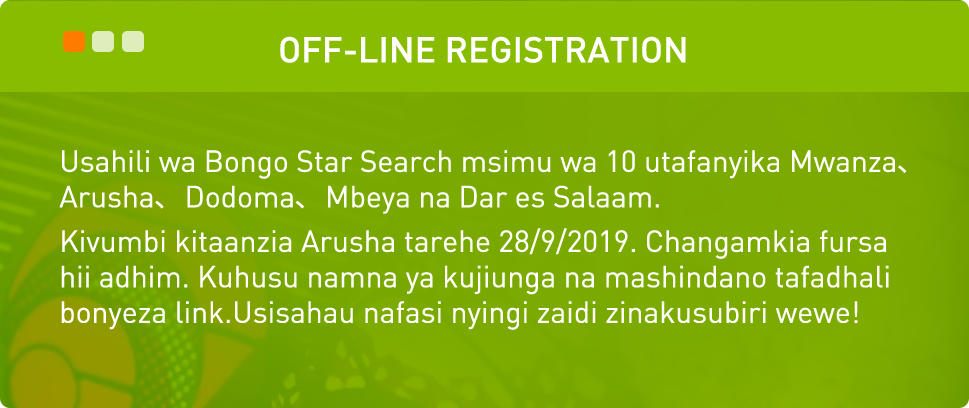 OFF-LINE REGISTRATION
Usahili wa Bongo Star Search msimu wa 10 utafanyika Mwanza、
Arusha、Dodoma、Mbeya na Dar es Salaam.
Kivumbi kitaanzia Arusha tarehe 28/9/2019. Changamkia fursa
hii adhim. Kuhusu namna ya kujiunga na mashindano tafadhali
bonyeza link.Usisahau nafasi nyingi zaidi zinakusubiri wewe!